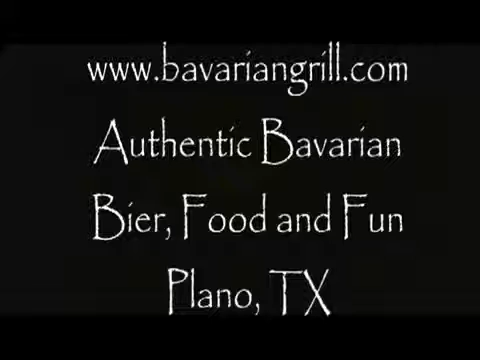 www.bavariangrill.com
Authentic Bavarian
Bier, Food and Fun
Plano, TX